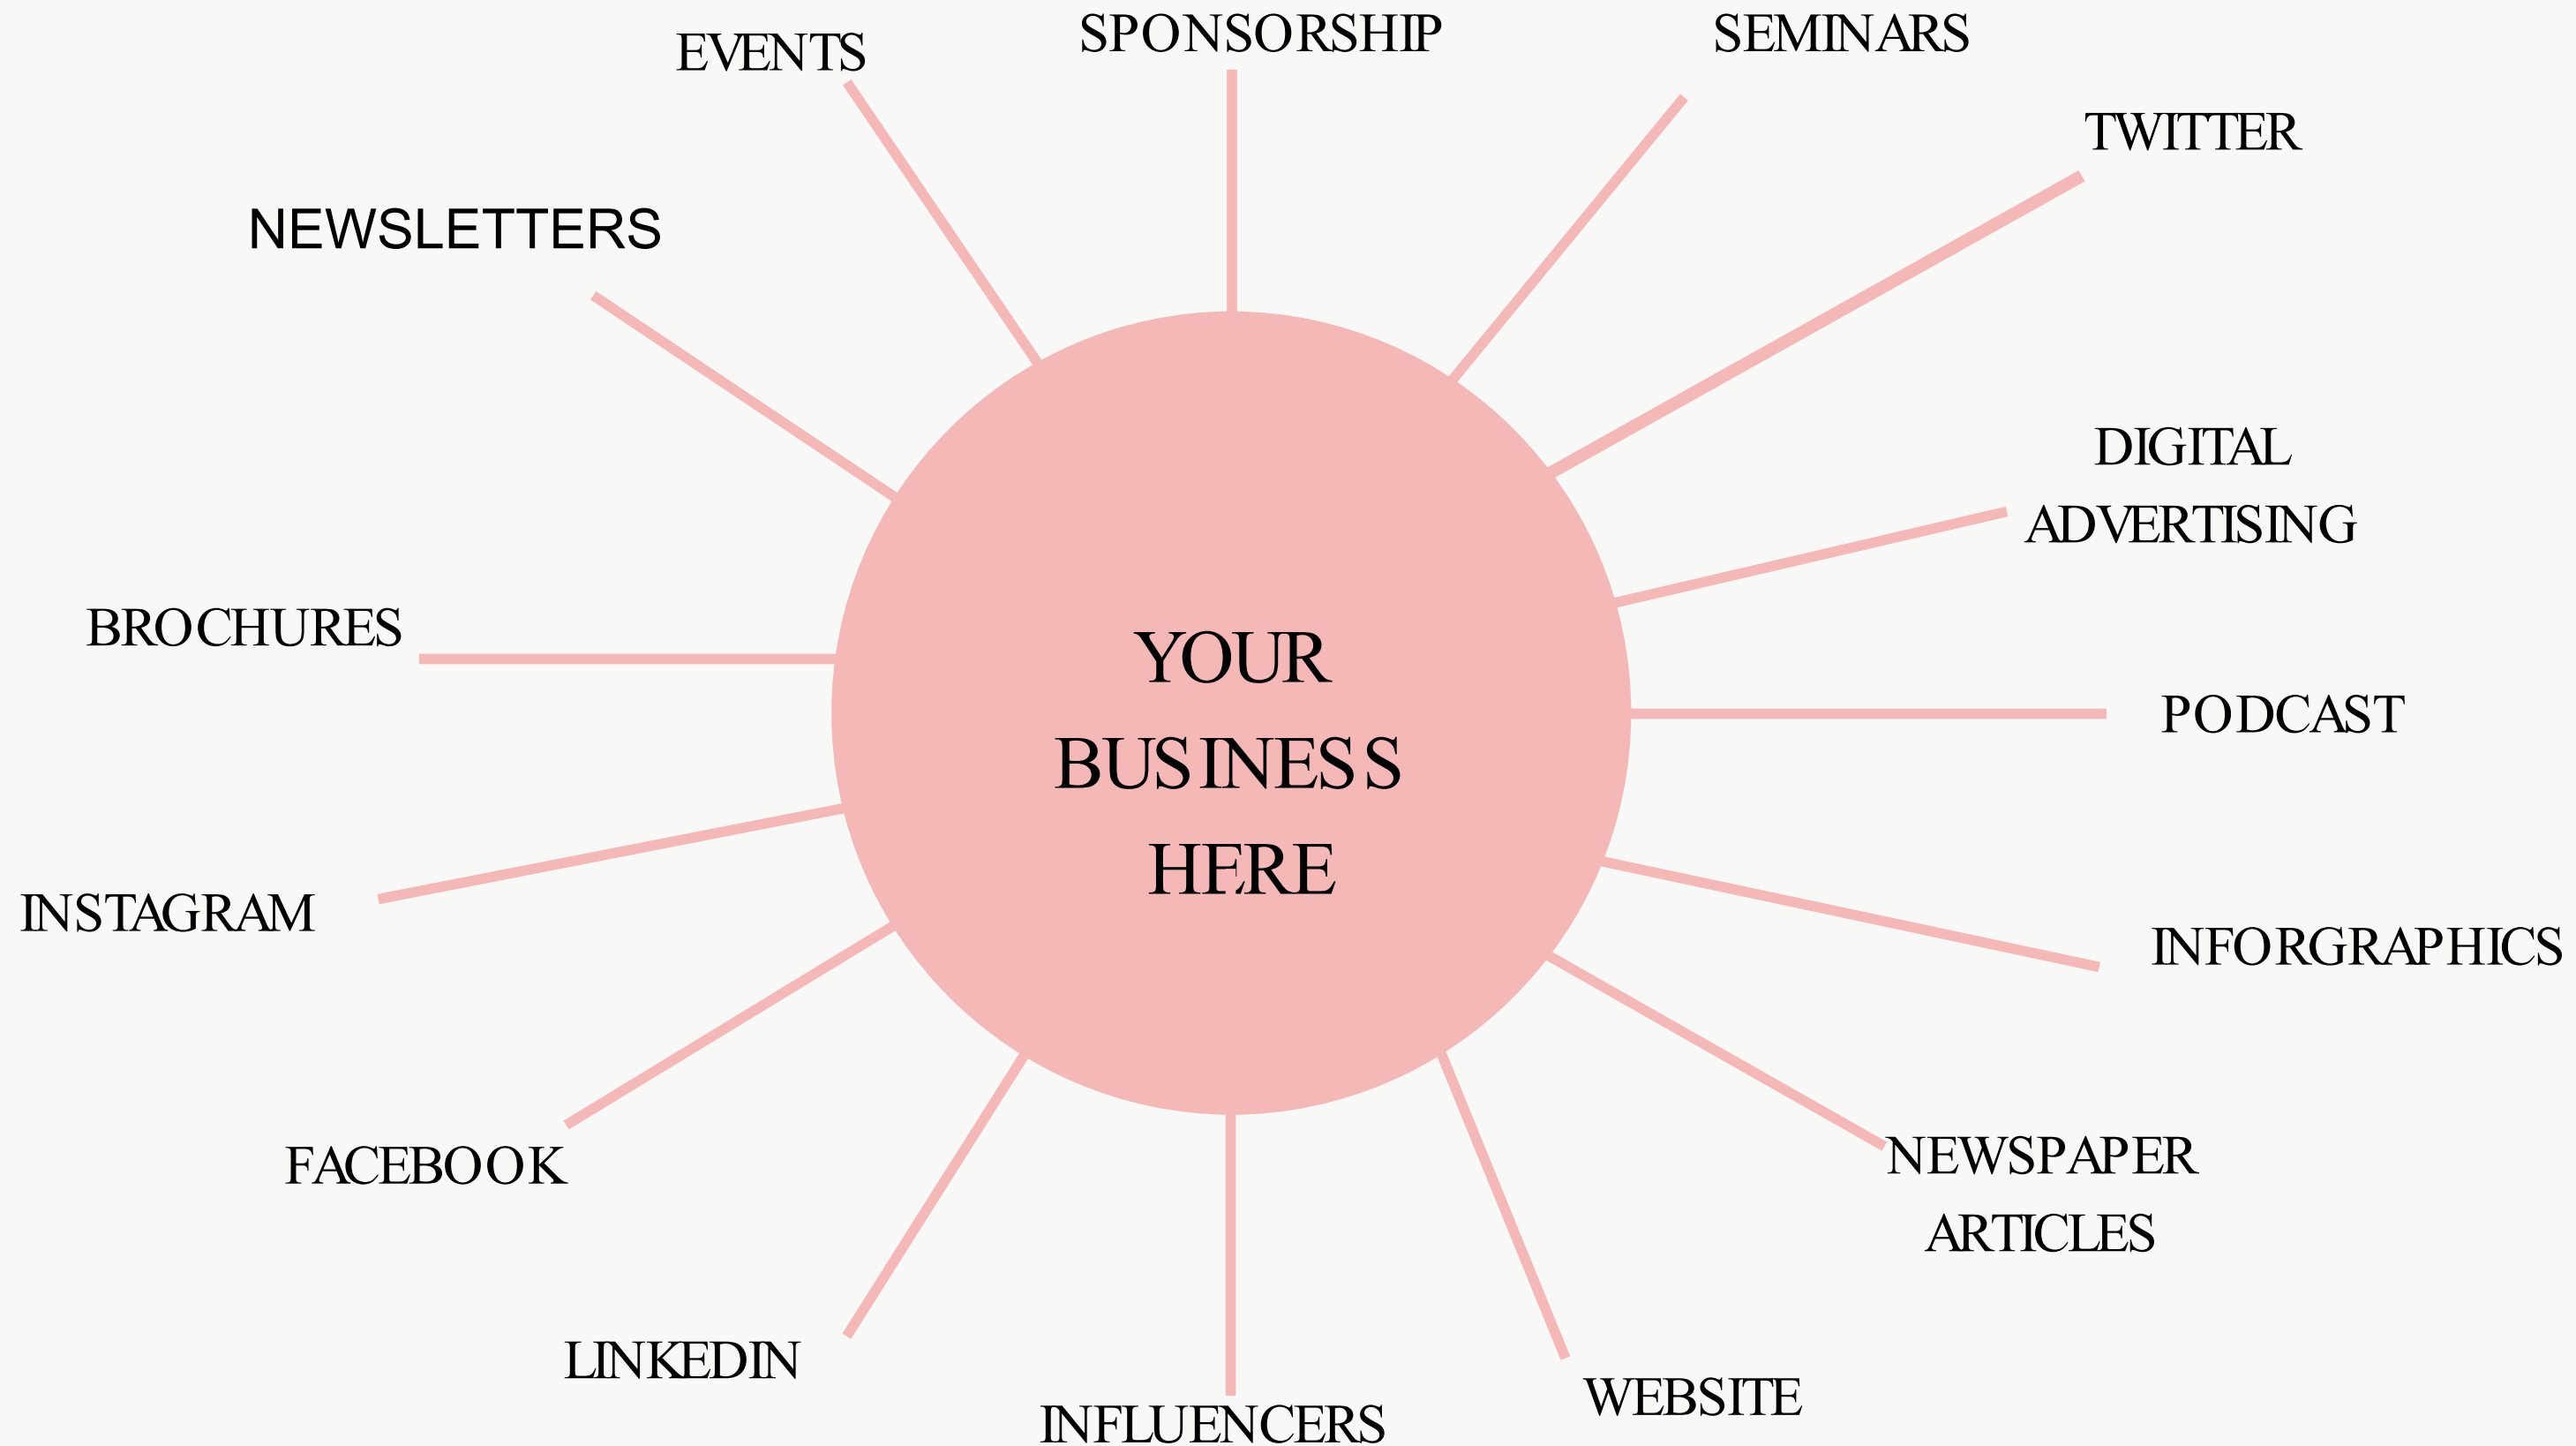 SPONSORSHIP
SEMINARS
EVENTS
TWITTER
NEWSLETTERS
DIGITAL
ADVERTISING
BROCHURES
YOUR
BUSINESS
HERE
PODCAST
INSTAGRAM
INFORGRAPHICS
FACEBOOK
NEWSPAPER
ARTICLES
LINKEDIN
WEBSITE
INFLUENCERS